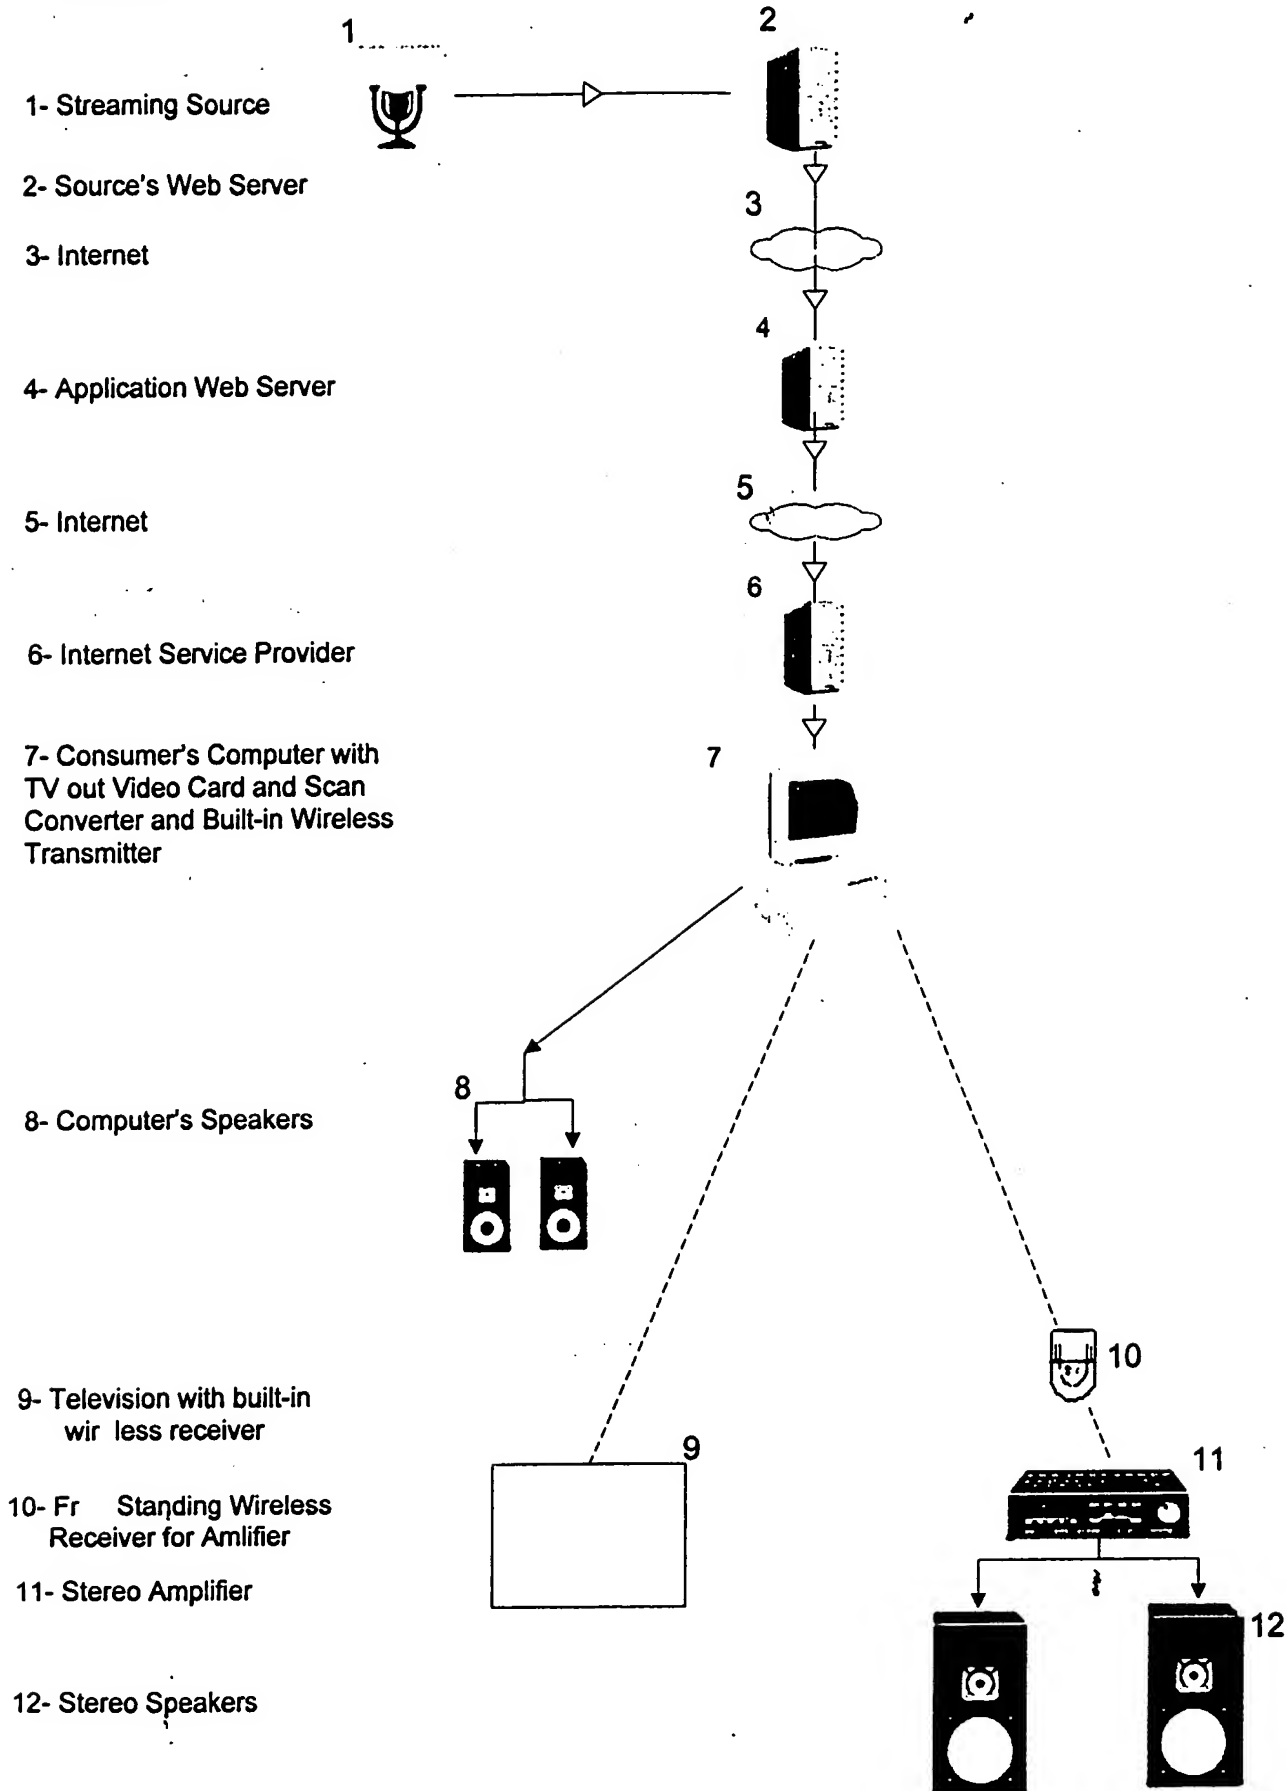 1
2
1- Streaming Source
2- Source's Web Server
3
3- Internet
4
4- Application Web Server
5
5- Internet
6
6- Internet Service Provider
7- Consumer's Computer with
TV out Video Card and Scan
Converter and Built-in Wireless
Transmitter
7
8
8- Computer's Speakers
10
9- Television with built-in
wir less receiver
9
11
10- Fr Standing Wireless
Receiver for Amlifier
11- Stereo Amplifier
12
12- Stereo Speakers